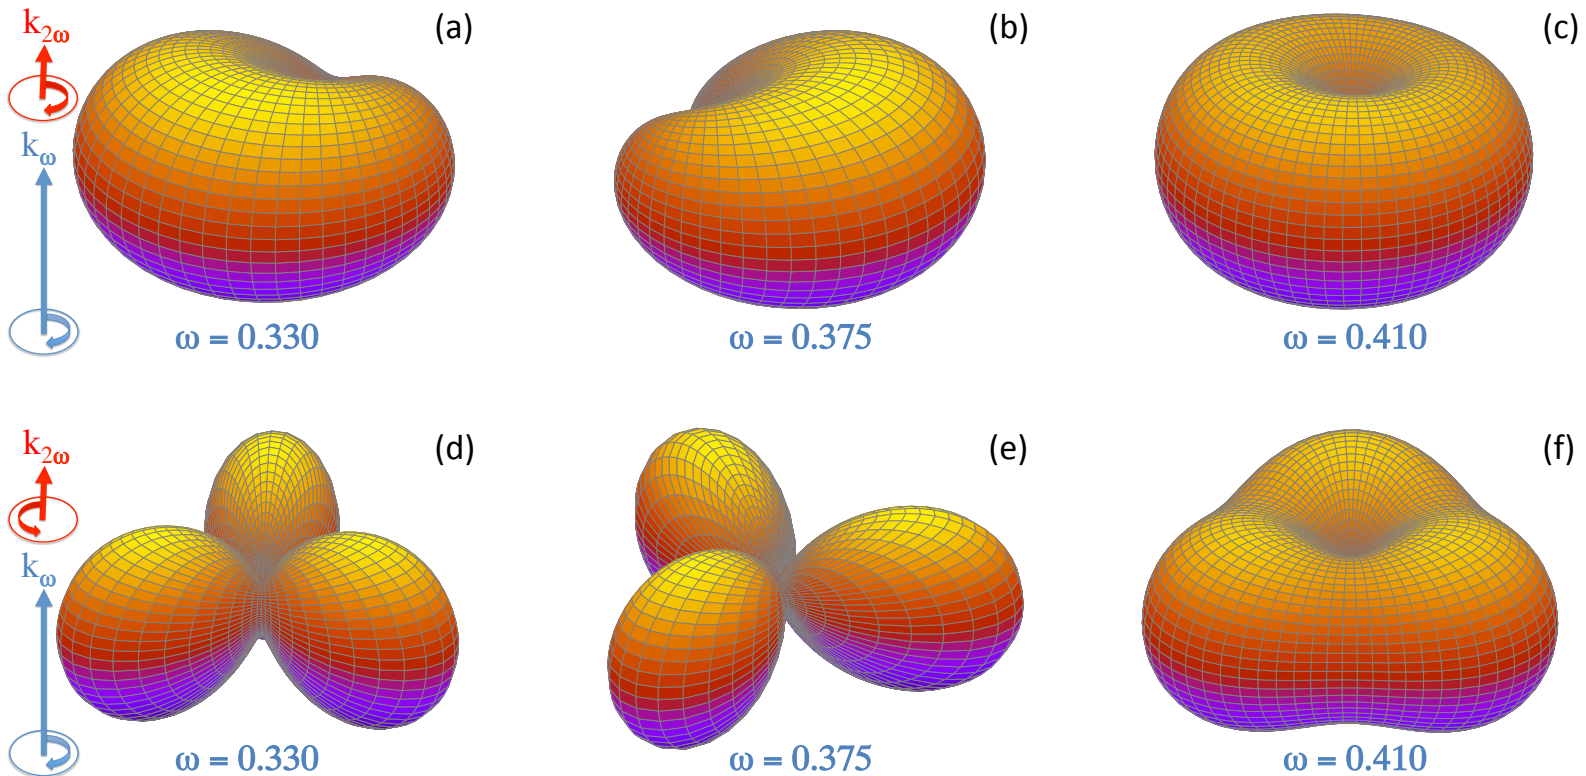 k2ω
kω
(a)
(b)
(c)
ω = 0.330
ω = 0.375
ω = 0.410
k2ω
kω
(d)
(e)
(f)
ω = 0.330
ω = 0.375
ω = 0.410